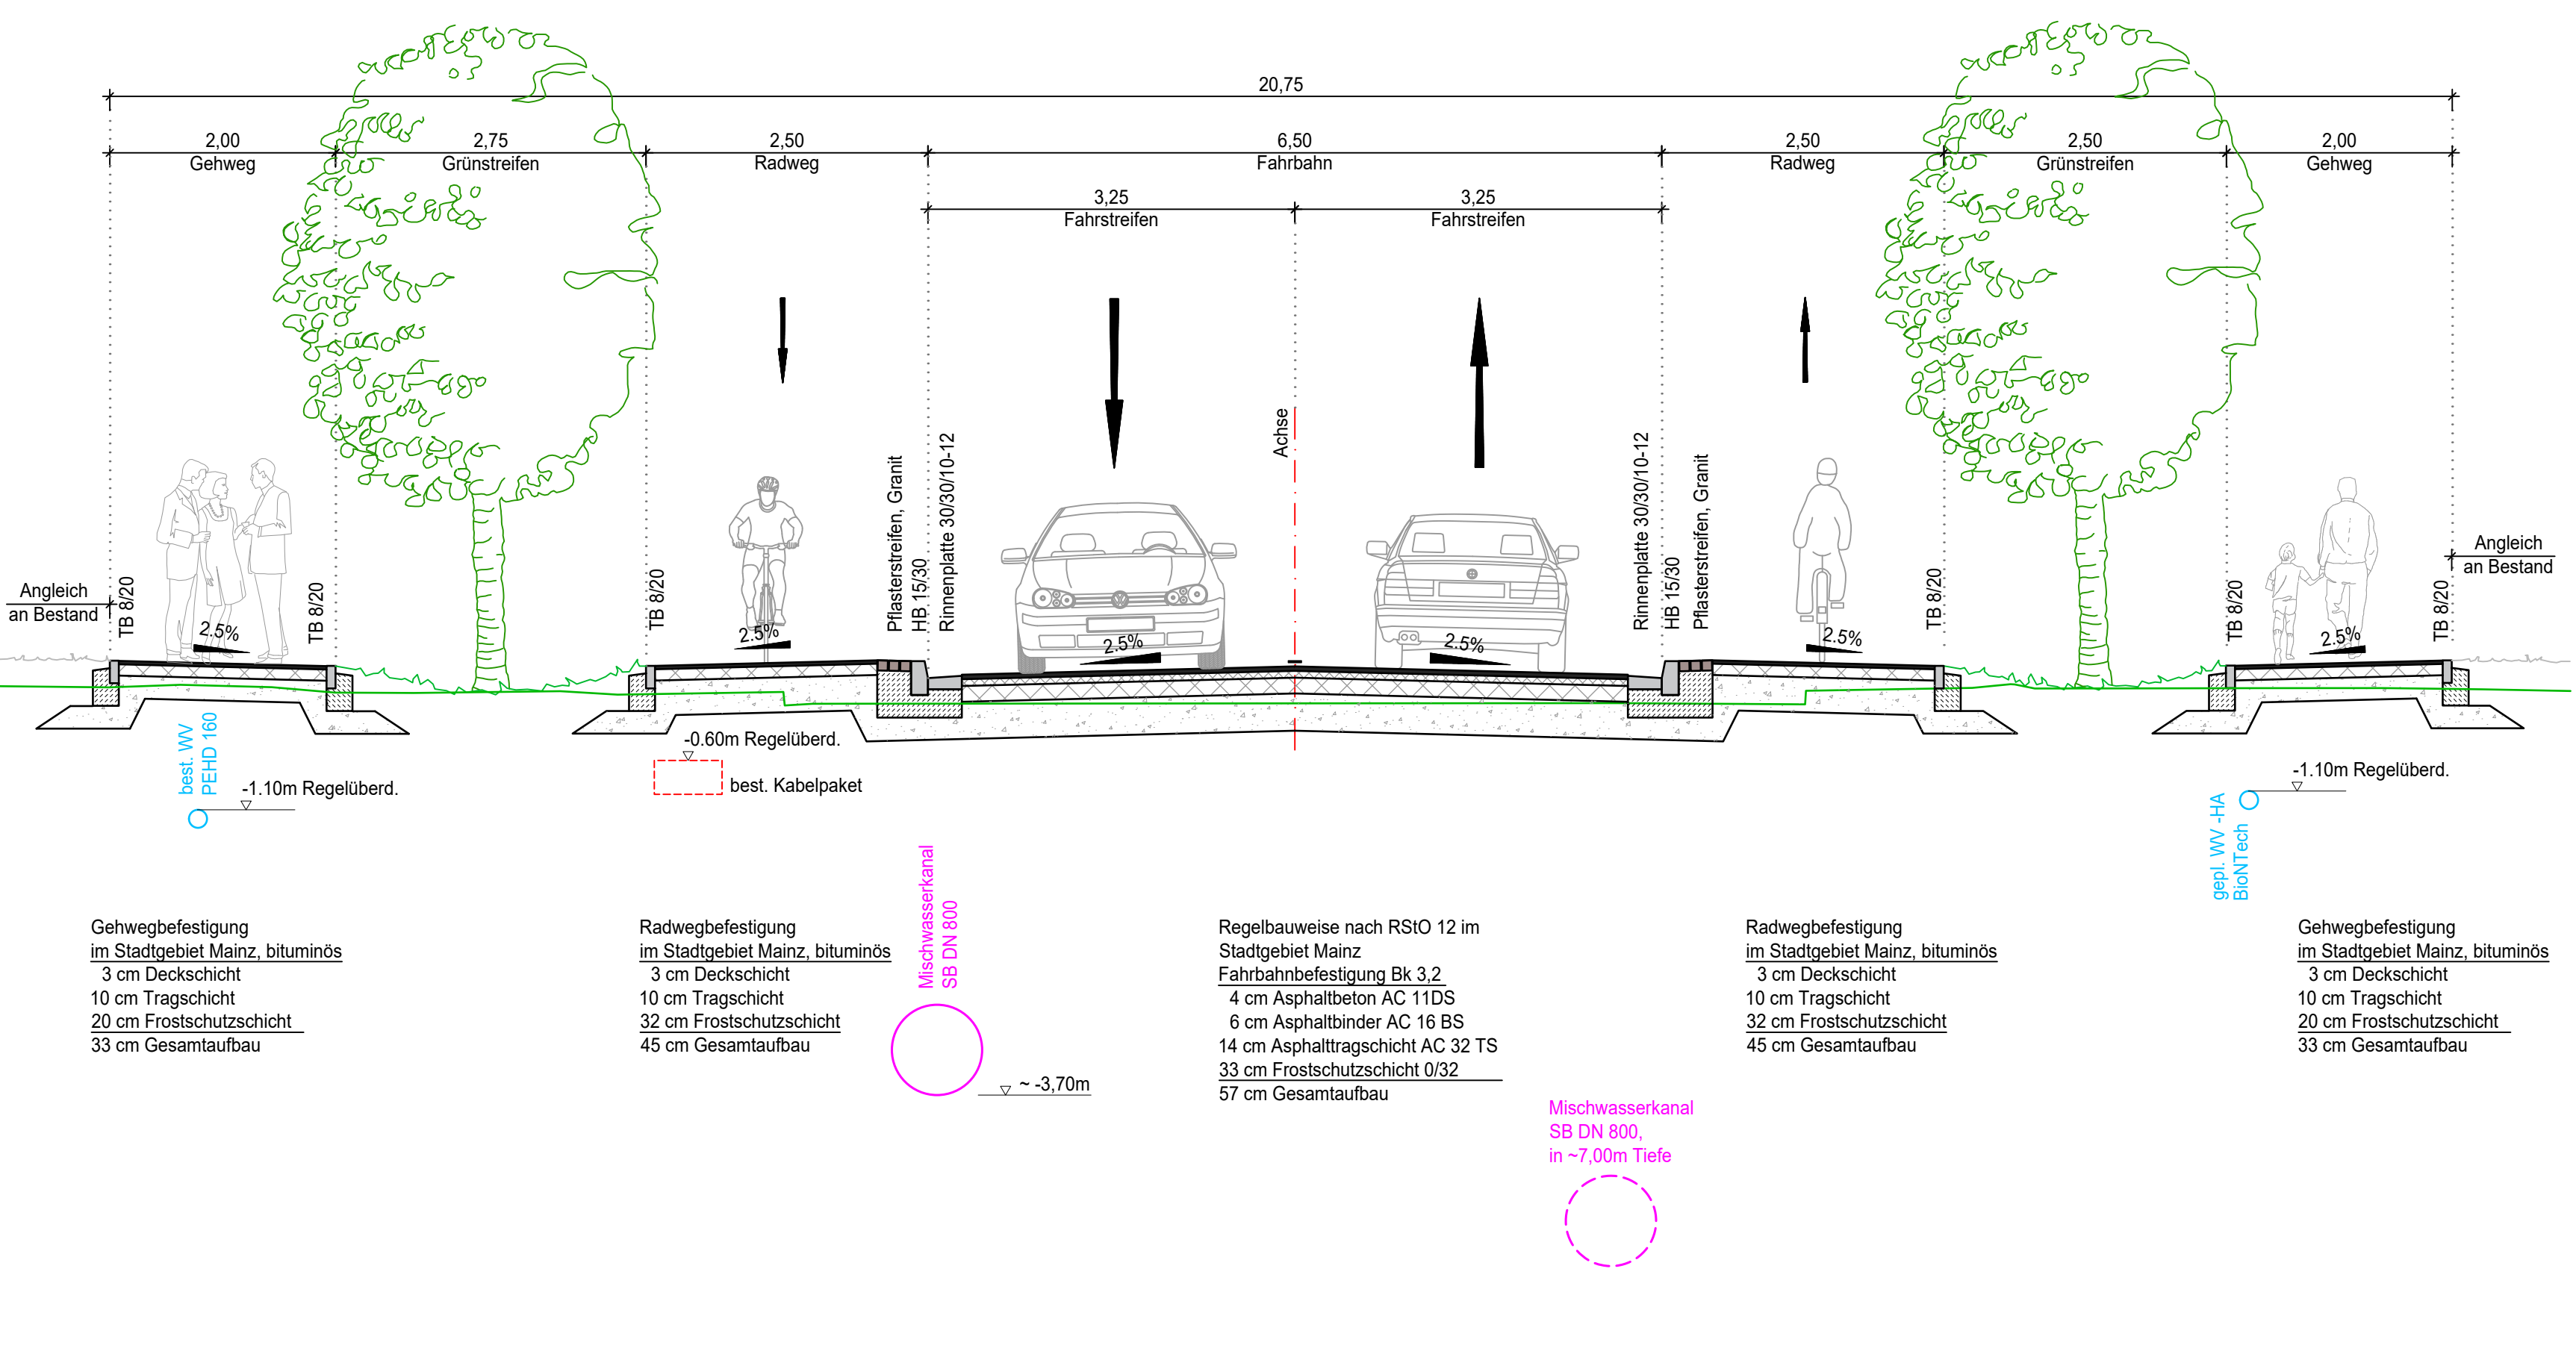 20,75
2,00
Gehweg
2,75
Grünstreifen
2,50
Radweg
6,50
Fahrbahn
2,50
Radweg
2,50
Grünstreifen
2,00
Gehweg
3,25
Fahrstreifen
3,25
Fahrstreifen
Achse
Angleich
an Bestand
TB 8/20
TB 8/20
TB 8/20
Pflasterstreifen, Granit
HB 15/30
Rinnenplatte 30/30/10-12
Rinnenplatte 30/30/10-12
HB 15/30
Pflasterstreifen, Granit
TB 8/20
TB 8/20
TB 8/20
Angleich
an Bestand
2.5%
2.5%
2.5%
2.5%
2.5%
2.5%
best. WV
PEHD 160
-1.10m Regelüberd.
-0.60m Regelüberd.
best. Kabelpaket
-1.10m Regelüberd.
gepl. WV -HA
BioNTech
Mischwasserkanal
SB DN 800
~ -3,70m
Gehwegbefestigung
im Stadtgebiet Mainz, bituminös
3 cm Deckschicht
10 cm Tragschicht
20 cm Frostschutzschicht
33 cm Gesamtaufbau
Radwegbefestigung
im Stadtgebiet Mainz, bituminös
3 cm Deckschicht
10 cm Tragschicht
32 cm Frostschutzschicht
45 cm Gesamtaufbau
Regelbauweise nach RStO 12 im
Stadtgebiet Mainz
Fahrbahnbefestigung Bk 3,2
4 cm Asphaltbeton AC 11DS
6 cm Asphaltbinder AC 16 BS
14 cm Asphalttragschicht AC 32 TS
33 cm Frostschutzschicht 0/32
57 cm Gesamtaufbau
Radwegbefestigung
im Stadtgebiet Mainz, bituminös
3 cm Deckschicht
10 cm Tragschicht
32 cm Frostschutzschicht
45 cm Gesamtaufbau
Gehwegbefestigung
im Stadtgebiet Mainz, bituminös
3 cm Deckschicht
10 cm Tragschicht
20 cm Frostschutzschicht
33 cm Gesamtaufbau
Mischwasserkanal
SB DN 800,
in ~7,00m Tiefe